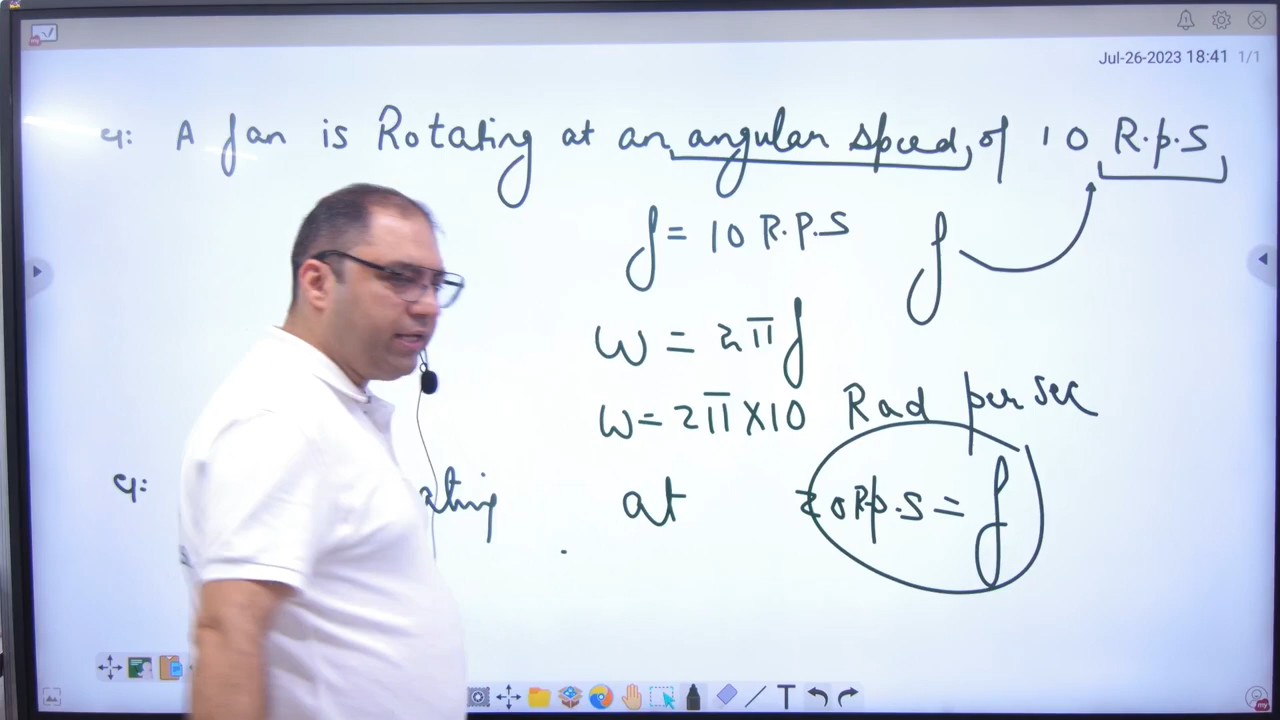 Jul-26-2023 18:41 1/1
q: A fan is Rotating at an angular speed, of 10 R.p.S
f = 10 R.P.S f
ω = 2π f
ω = 2π X 10 Rad per sec
q: ating at 20 R.p.s = f
T